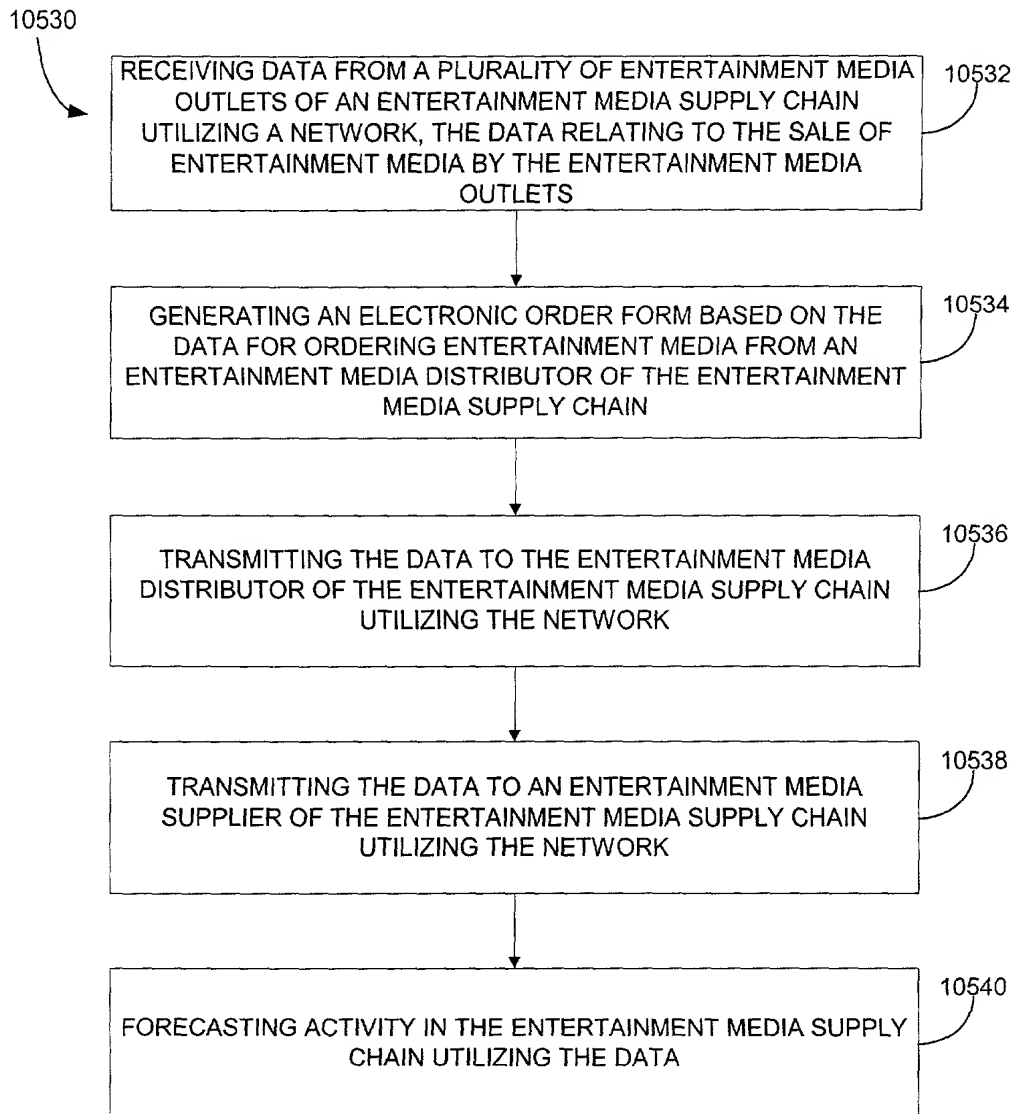 10530
RECEIVING DATA FROM A PLURALITY OF ENTERTAINMENT MEDIA
OUTLETS OF AN ENTERTAINMENT MEDIA SUPPLY CHAIN
UTILIZING A NETWORK, THE DATA RELATING TO THE SALE OF
ENTERTAINMENT MEDIA BY THE ENTERTAINMENT MEDIA
OUTLETS
10532
GENERATING AN ELECTRONIC ORDER FORM BASED ON THE
DATA FOR ORDERING ENTERTAINMENT MEDIA FROM AN
ENTERTAINMENT MEDIA DISTRIBUTOR OF THE ENTERTAINMENT
MEDIA SUPPLY CHAIN
10534
TRANSMITTING THE DATA TO THE ENTERTAINMENT MEDIA
DISTRIBUTOR OF THE ENTERTAINMENT MEDIA SUPPLY CHAIN
UTILIZING THE NETWORK
10536
TRANSMITTING THE DATA TO AN ENTERTAINMENT MEDIA
SUPPLIER OF THE ENTERTAINMENT MEDIA SUPPLY CHAIN
UTILIZING THE NETWORK
10538
FORECASTING ACTIVITY IN THE ENTERTAINMENT MEDIA SUPPLY
CHAIN UTILIZING THE DATA
10540